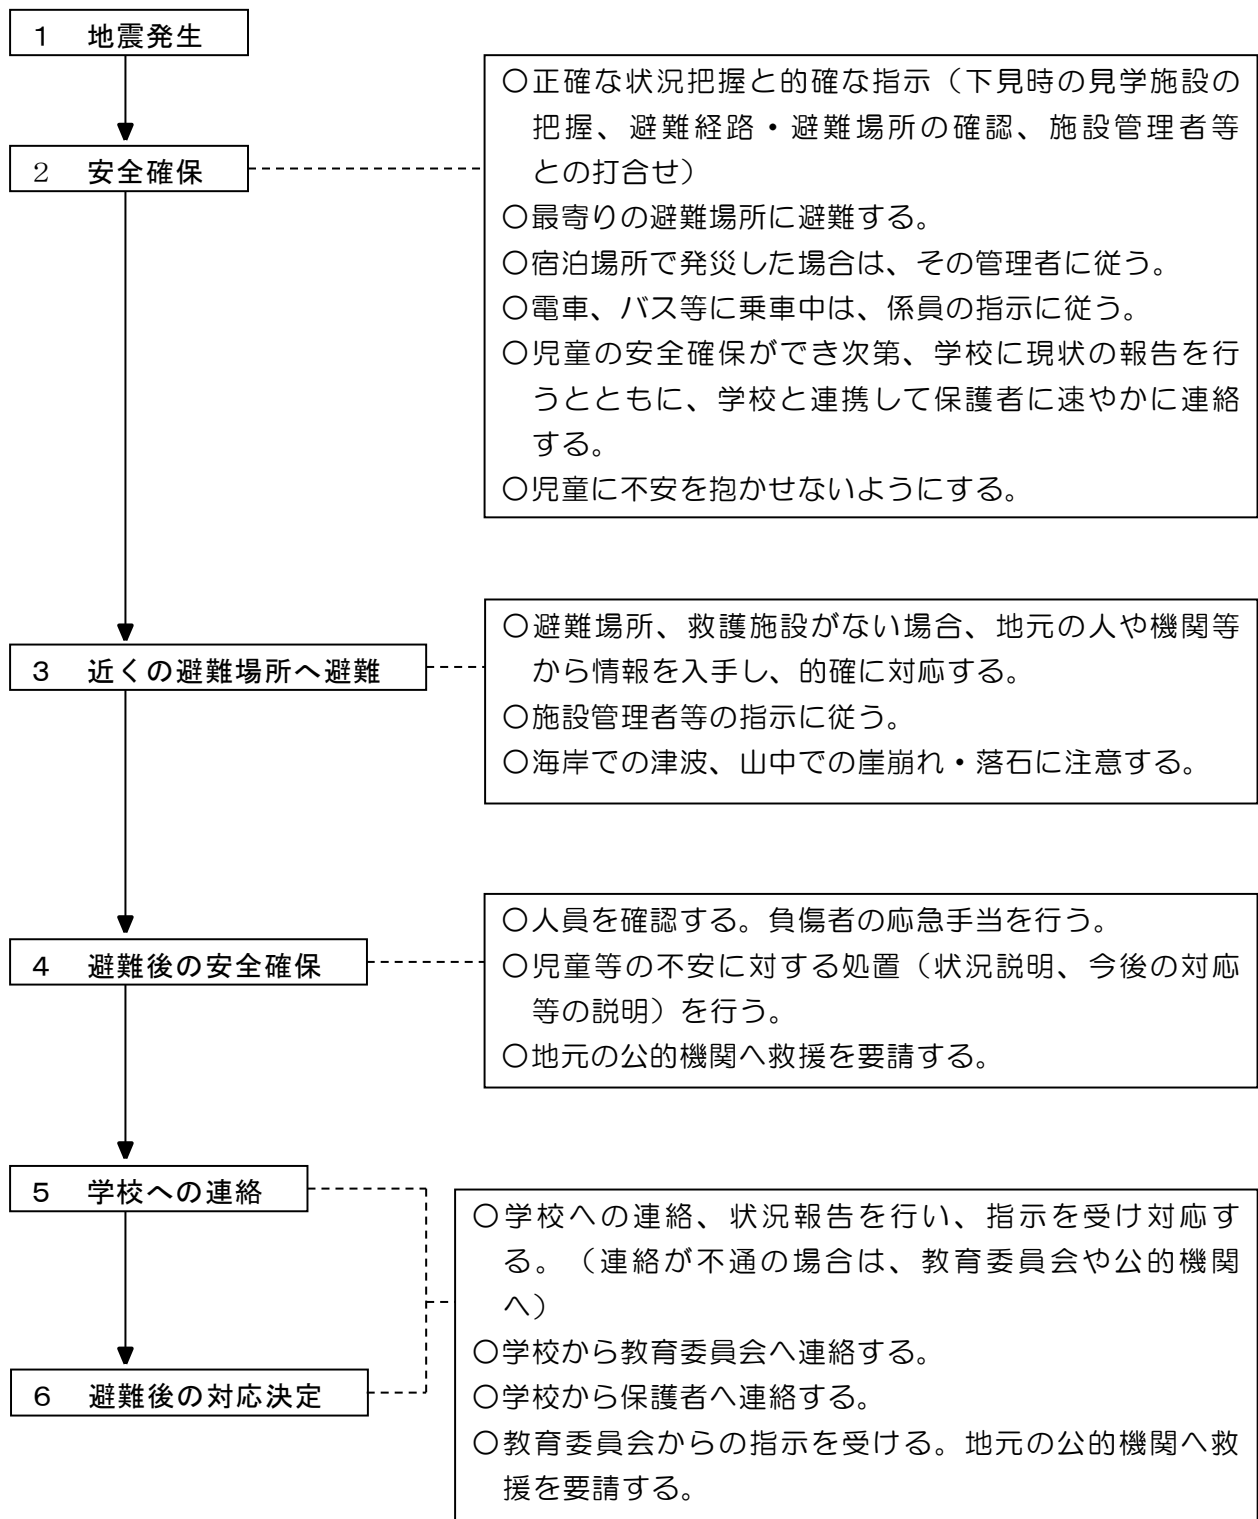 １　地震発生
２　安全確保
〇正確な状況把握と的確な指示（下見時の見学施設の
把握、避難経路・避難場所の確認、施設管理者等
との打合せ）
〇最寄りの避難場所に避難する。
〇宿泊場所で発災した場合は、その管理者に従う。
〇電車、バス等に乗車中は、係員の指示に従う。
〇児童の安全確保ができ次第、学校に現状の報告を行
うとともに、学校と連携して保護者に速やかに連絡
する。
〇児童に不安を抱かせないようにする。
３　近くの避難場所へ避難
〇避難場所、救護施設がない場合、地元の人や機関等
から情報を入手し、的確に対応する。
〇施設管理者等の指示に従う。
〇海岸での津波、山中での崖崩れ・落石に注意する。
４　避難後の安全確保
〇人員を確認する。負傷者の応急手当を行う。
〇児童等の不安に対する処置（状況説明、今後の対応
等の説明）を行う。
〇地元の公的機関へ救援を要請する。
５　学校への連絡
６　避難後の対応決定
〇学校への連絡、状況報告を行い、指示を受け対応す
る。（連絡が不通の場合は、教育委員会や公的機関
へ）
〇学校から教育委員会へ連絡する。
〇学校から保護者へ連絡する。
〇教育委員会からの指示を受ける。地元の公的機関へ救
援を要請する。